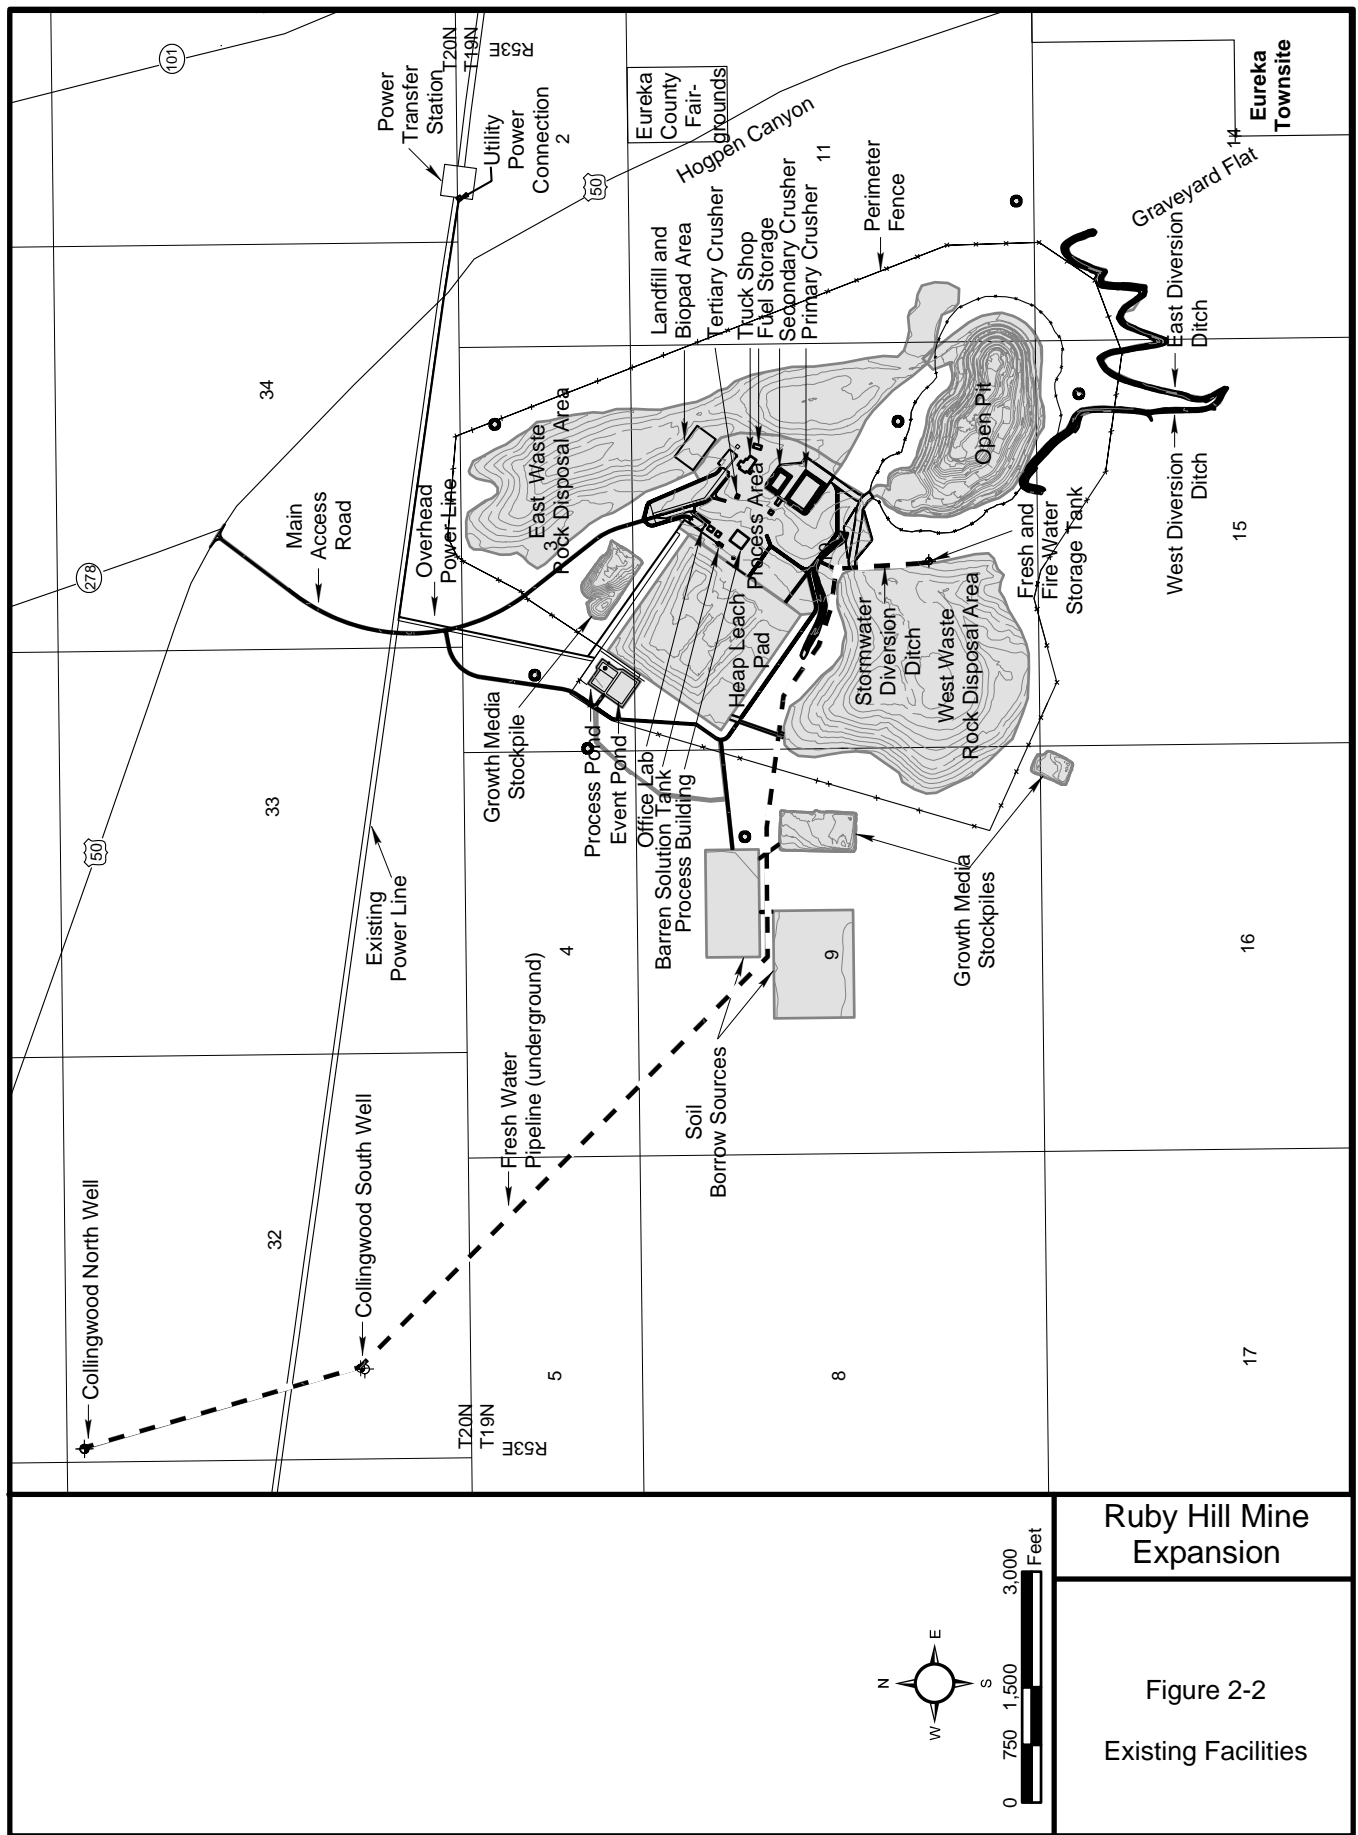 101
T20N
T19N
R53E
Power
Transfer
Station
Utility
Power
Connection
2
Eureka
County
Fair-
grounds
Hogpen Canyon
11
50
14
Eureka
Townsite
Graveyard Flat
Perimeter
Fence
Landfill and
Biopad Area
Tertiary Crusher
Truck Shop
Fuel Storage
Secondary Crusher
Primary Crusher
East Diversion
Ditch
West Diversion
Ditch
34
278
Main
Access
Road
Overhead
Power Line
East Waste
Rock Disposal Area
3
Process Area
10
Open Pit
Fresh and
Fire Water
Storage Tank
15
Heap Leach
Pad
Stormwater
Diversion
Ditch
West Waste
Rock Disposal Area
Growth Media
Stockpile
Process Pond
Event Pond
Office Lab
Barren Solution Tank
Process Building
33
50
Existing
Power Line
4
9
Growth Media
Stockpiles
16
Fresh Water
Pipeline (underground)
Soil
Borrow Sources
Collingwood North Well
32
Collingwood South Well
5
8
17
T20N
T19N
R53E
N
W
E
S
0
750
1,500
3,000
Feet
Ruby Hill Mine
Expansion
Figure 2-2
Existing Facilities